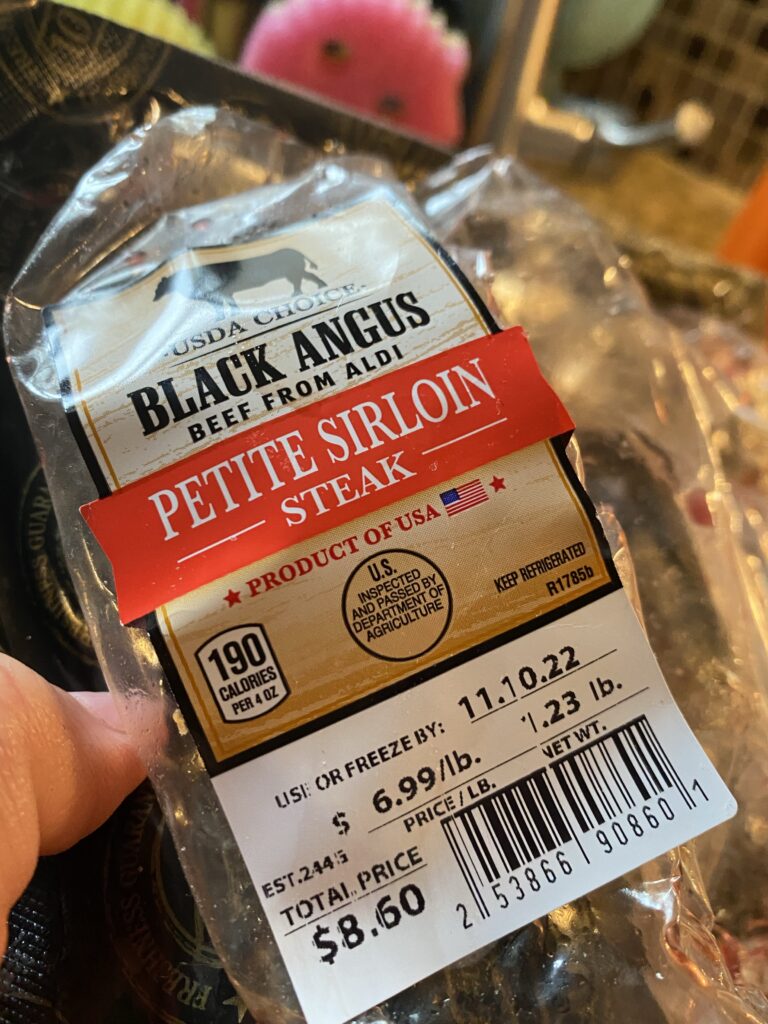 USDA CHOICE
BLACK ANGUS
BEEF FROM ALDI
PETITE SIRLOIN
STEAK
PRODUCT OF USA
U.S.
INSPECTED
AND PASSED BY
DEPARTMENT OF
AGRICULTURE
KEEP REFRIGERATED
R1785b
190
CALORIES
PER 4 OZ
USE OR FREEZE BY: 11.10.22
$ 6.99/lb. 1.23 lb.
PRICE/LB. NET WT.
TOTAL PRICE
$8.60
2 53866 90860 1